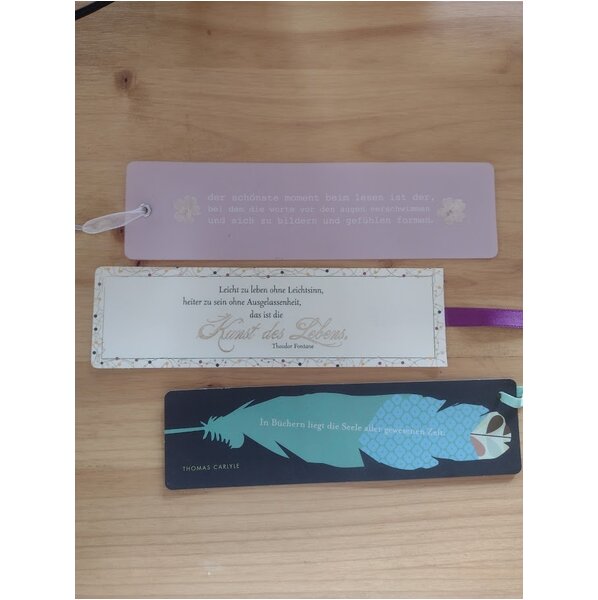 der schönste moment beim lesen ist der,
bei dem die worte vor den augen verschwimmen
und sich zu bildern und gefühlen formen.
Leicht zu leben ohne Leichtsinn,
heiter zu sein ohne Ausgelassenheit,
das ist die
Kunst des Lebens.
Theodor Fontane
In Büchern liegt die Seele aller gewesenen Zeit.
THOMAS CARLYLE